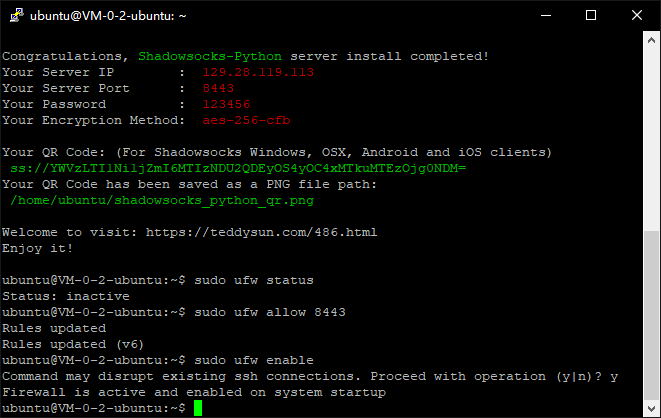 ubuntu@VM-0-2-ubuntu: ~
Congratulations, Shadowsocks-Python server install completed!
Your Server IP        :  129.28.119.113
Your Server Port      :  8443
Your Password         :  123456
Your Encryption Method:  aes-256-cfb
Your QR Code: (For Shadowsocks Windows, OSX, Android and iOS clients)
ss://YWVzLTI1Ni1jZmI6MTIzNDU2QDEyOS4yOC4xMTkuMTEzOjg0NDM=
Your QR Code has been saved as a PNG file path:
/home/ubuntu/shadowsocks_python_qr.png
Welcome to visit: https://teddysun.com/486.html
Enjoy it!
ubuntu@VM-0-2-ubuntu:~$ sudo ufw status
Status: inactive
ubuntu@VM-0-2-ubuntu:~$ sudo ufw allow 8443
Rules updated
Rules updated (v6)
ubuntu@VM-0-2-ubuntu:~$ sudo ufw enable
Command may disrupt existing ssh connections. Proceed with operation (y|n)? y
Firewall is active and enabled on system startup
ubuntu@VM-0-2-ubuntu:~$